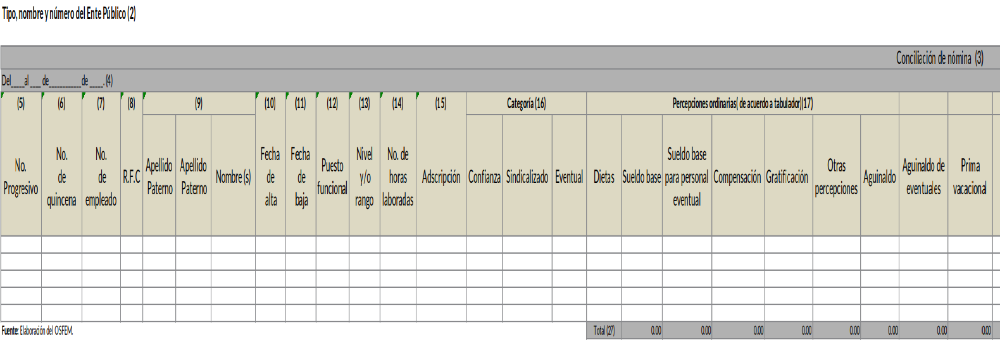 Tipo, nombre y número del Ente Público (2)
Conciliación de nómina (3)
Del_____al ____ de____________de _____. (4)
(5) (6) (7) (8) (9) (10) (11) (12) (13) (14) (15) Categoría (16) Percepciones ordinarias( de acuerdo a tabulador)(17)
No. Progresivo
No. de quincena
No. de empleado
R.F.C
Apellido Paterno
Apellido Paterno
Nombre (s)
Fecha de alta
Fecha de baja
Puesto funcional
Nivel y/o rango
No. de horas laboradas
Adscripción
Confianza
Sindicalizado
Eventual
Dietas
Sueldo base
Sueldo base para personal eventual
Compensación
Gratificación
Otras percepciones
Aguinaldo
Aguinaldo de eventuales
Prima vacacional
Fuente: Elaboración del OSFEM.
Total (27) 0.00 0.00 0.00 0.00 0.00 0.00 0.00 0.00